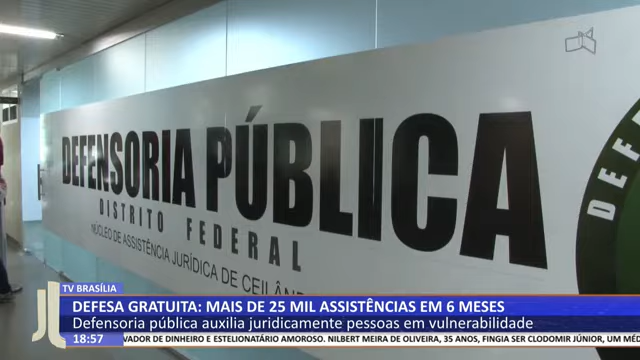 DEFENSORIA PÚBLICA
DISTRITO FEDERAL
NÚCLEO DE ASSISTÊNCIA JURÍDICA DE CEILÂN
DEFE
TV BRASÍLIA
DEFESA GRATUITA: MAIS DE 25 MIL ASSISTÊNCIAS EM 6 MESES
Defensoria pública auxilia juridicamente pessoas em vulnerabilidade
18:57 VADOR DE DINHEIRO E ESTELIONATÁRIO AMOROSO. NILBERT MEIRA DE OLIVEIRA, 35 ANOS, FINGIA SER CLODOMIR JÚNIOR, UM MÉ